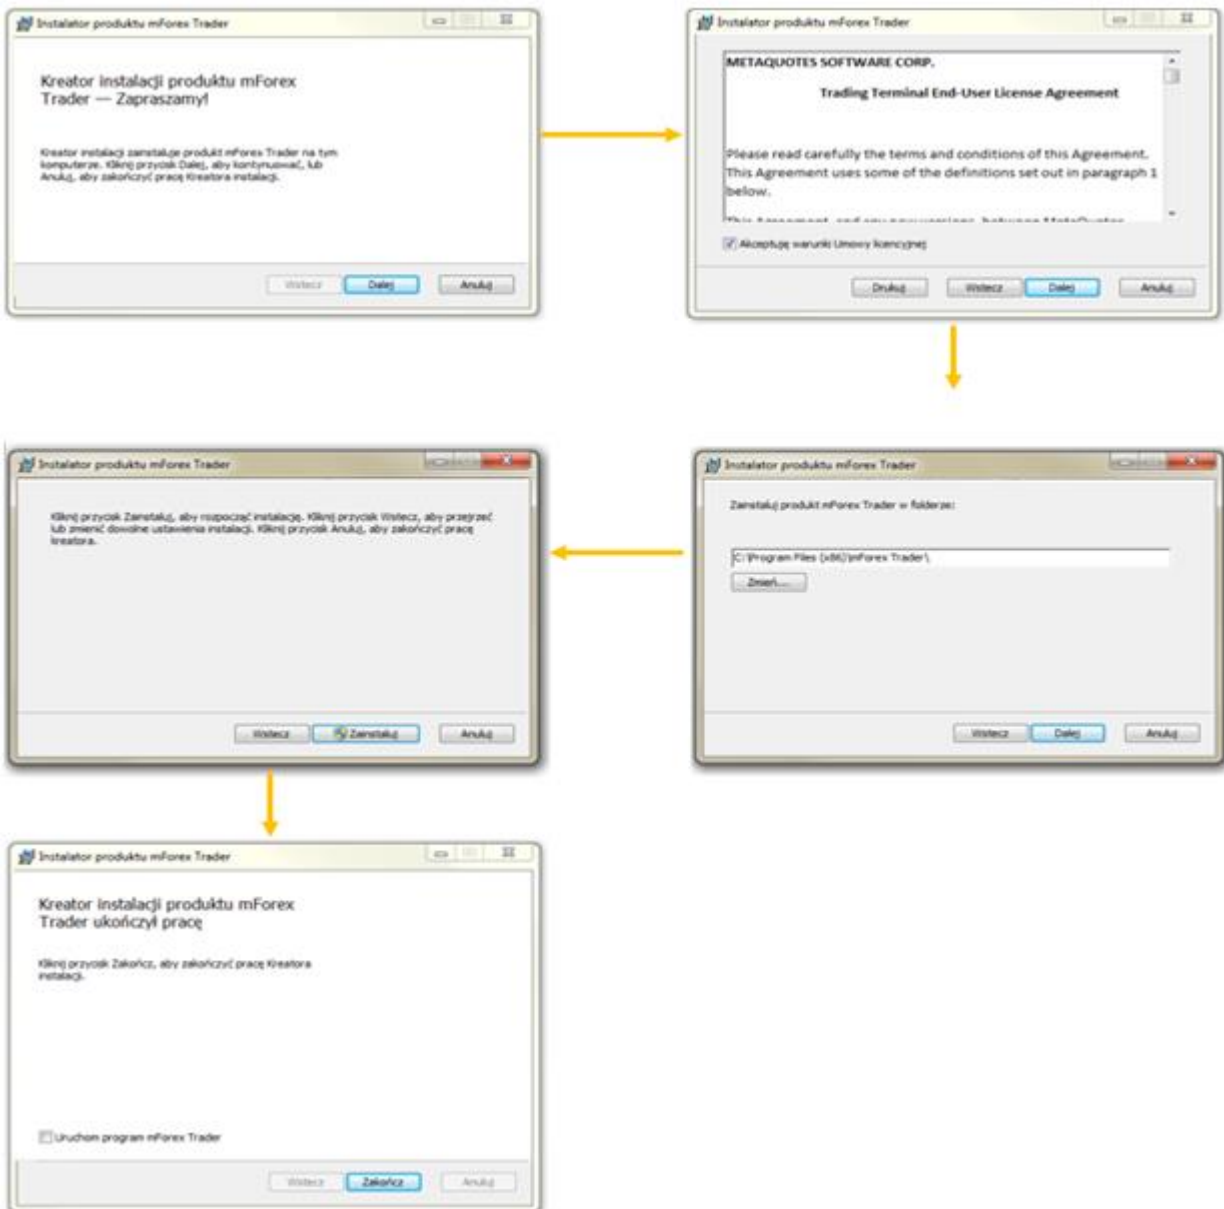 Instalator produktu mForex Trader
Kreator instalacji produktu mForex
Trader — Zapraszamy!
Kreator instalacji zainstaluje produkt mForex Trader na tym
komputerze. Kliknij przycisk Dalej, aby kontynuować, lub
Anuluj, aby zakończyć pracę Kreatora instalacji.
Wstecz Dalej Anuluj
Instalator produktu mForex Trader
METAQUOTES SOFTWARE CORP.
Trading Terminal End-User License Agreement
Please read carefully the terms and conditions of this Agreement.
This Agreement uses some of the definitions set out in paragraph 1
below.
This Agreement, and any new versions, between MetaQuotes
Akceptuję warunki Umowy licencyjnej
Drukuj Wstecz Dalej Anuluj
Instalator produktu mForex Trader
Zainstaluj produkt mForex Trader w folderze:
C:\Program Files (x86)\mForex Trader\
Zmień...
Wstecz Dalej Anuluj
Instalator produktu mForex Trader
Kliknij przycisk Zainstaluj, aby rozpocząć instalację. Kliknij przycisk Wstecz, aby przejrzeć
lub zmienić dowolne ustawienia instalacji. Kliknij przycisk Anuluj, aby zakończyć pracę
kreatora.
Wstecz Zainstaluj Anuluj
Instalator produktu mForex Trader
Kreator instalacji produktu mForex
Trader ukończył pracę
Kliknij przycisk Zakończ, aby zakończyć pracę Kreatora
instalacji.
Uruchom program mForex Trader
Wstecz Zakończ Anuluj